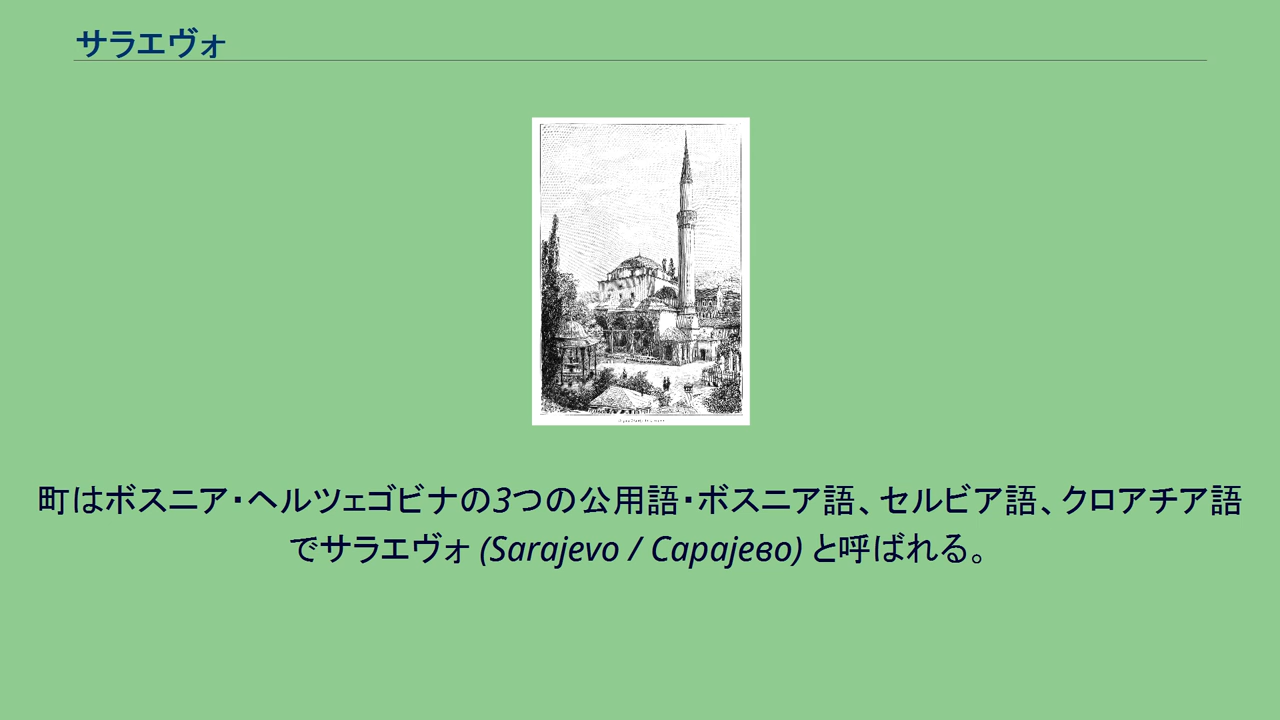 サラエヴォ
町はボスニア・ヘルツェゴビナの3つの公用語・ボスニア語、セルビア語、クロアチア語
でサラエヴォ (Sarajevo / Сарајево) と呼ばれる。